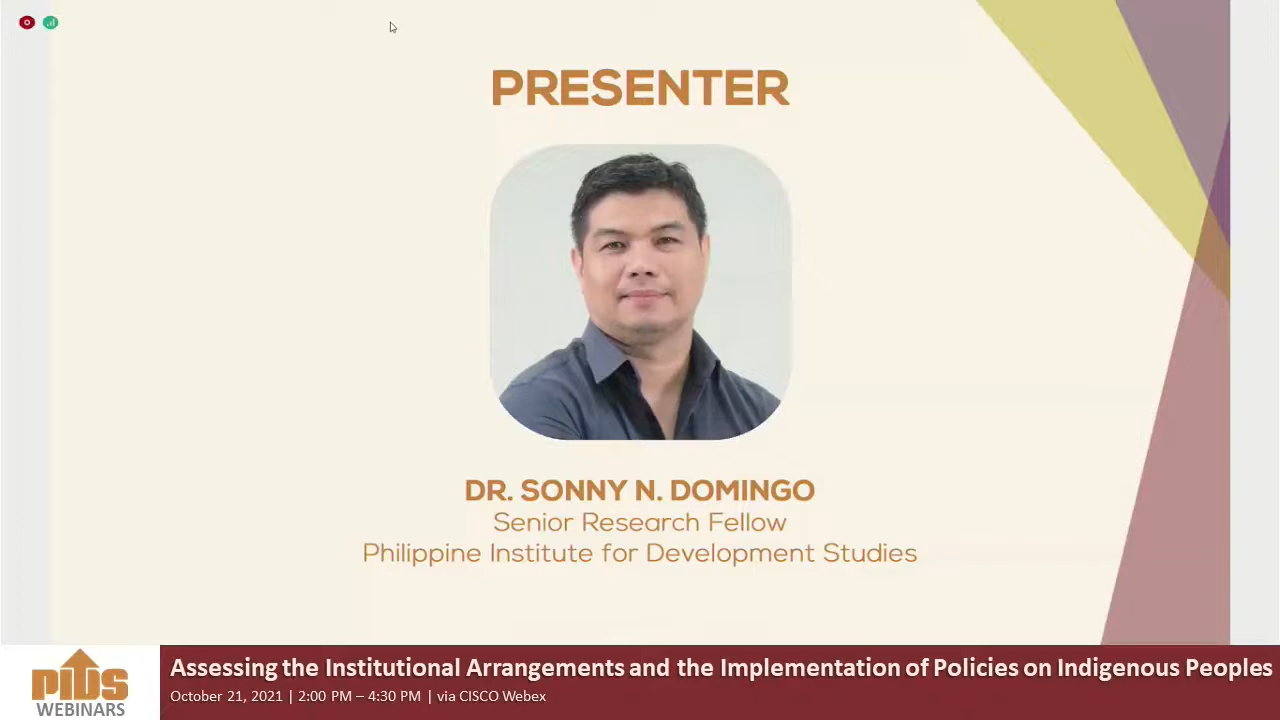 PRESENTER
DR. SONNY N. DOMINGO
Senior Research Fellow
Philippine Institute for Development Studies
pids
WEBINARS
Assessing the Institutional Arrangements and the Implementation of Policies on Indigenous Peoples
October 21, 2021 | 2:00 PM – 4:30 PM | via CISCO Webex